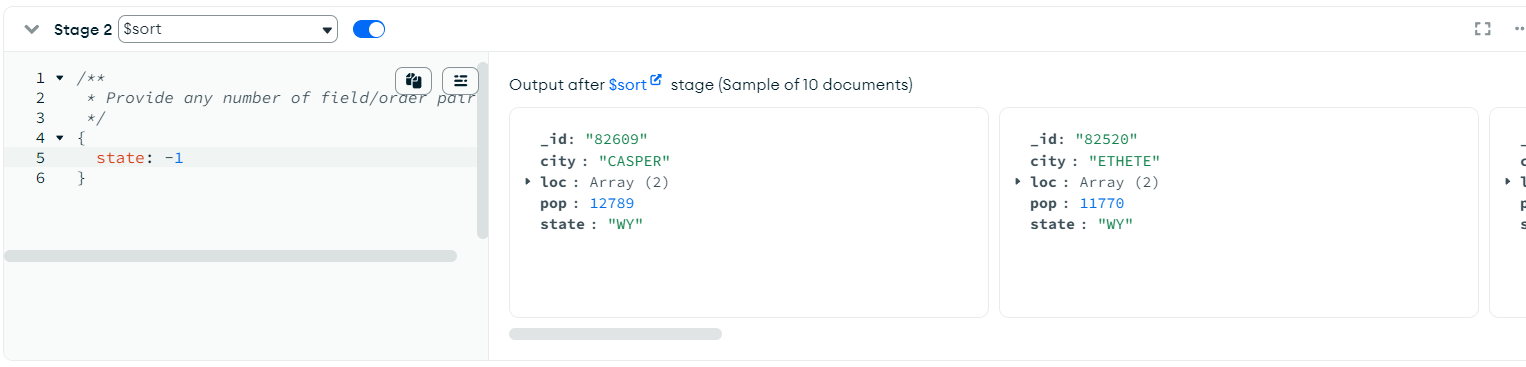 Stage 2 $sort
1 /**
2 * Provide any number of field/order pair
3 */
4 {
5 state: -1
6 }
Output after $sort stage (Sample of 10 documents)
_id: "82609"
city : "CASPER"
loc : Array (2)
pop : 12789
state : "WY"
_id: "82520"
city : "ETHETE"
loc : Array (2)
pop : 11770
state : "WY"